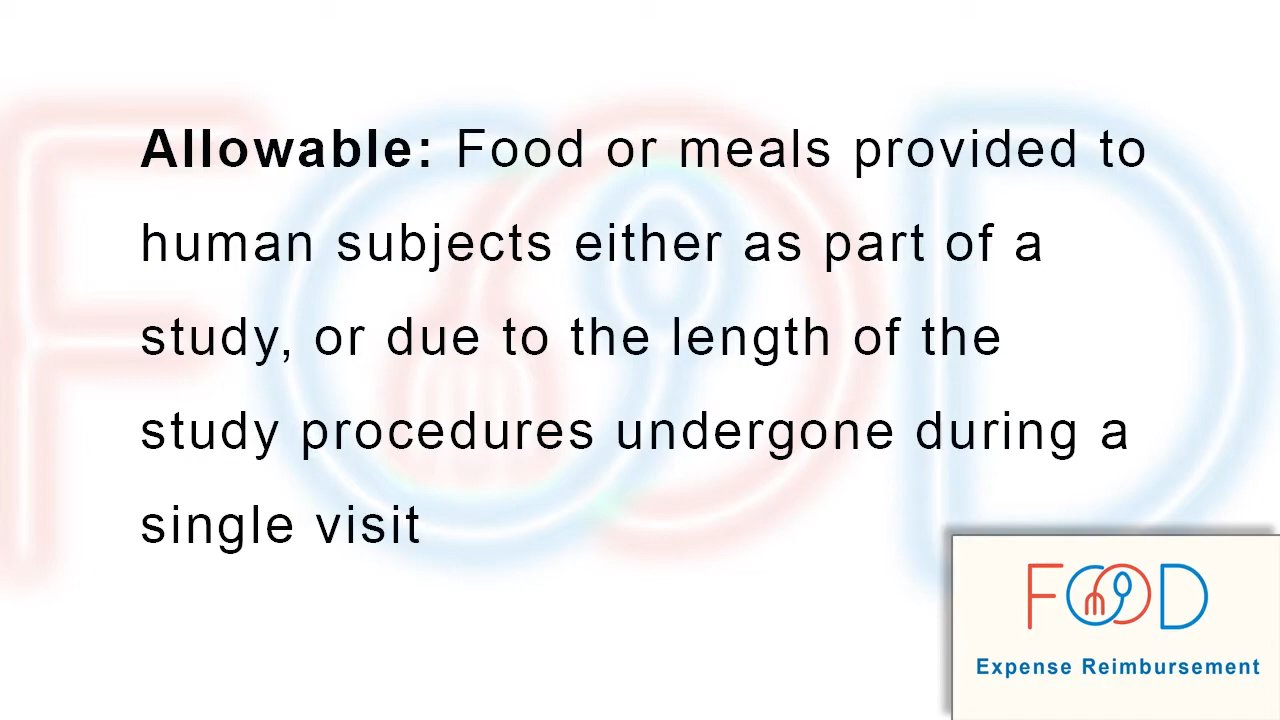 Allowable: Food or meals provided to
human subjects either as part of a
study, or due to the length of the
study procedures undergone during a
single visit
FOOD
Expense Reimbursement